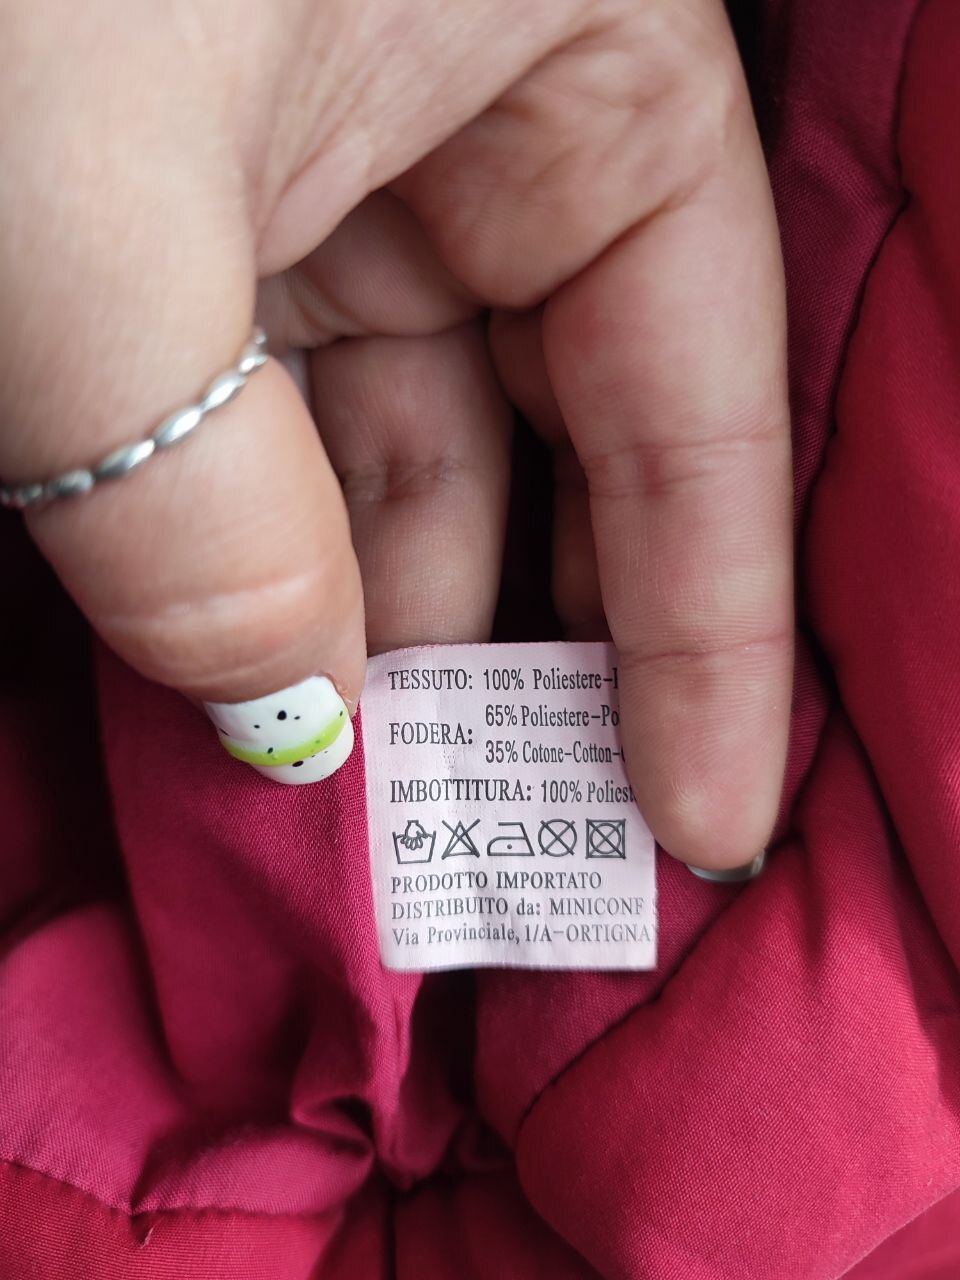 TESSUTO: 100% Poliestere-
65% Poliestere-Po
FODERA:
35% Cotone-Cotton-
IMBOTTITURA: 100% Poliest
PRODOTTO IMPORTATO
DISTRIBUITO da: MINICONF
Via Provinciale, 1/A-ORTIGNA